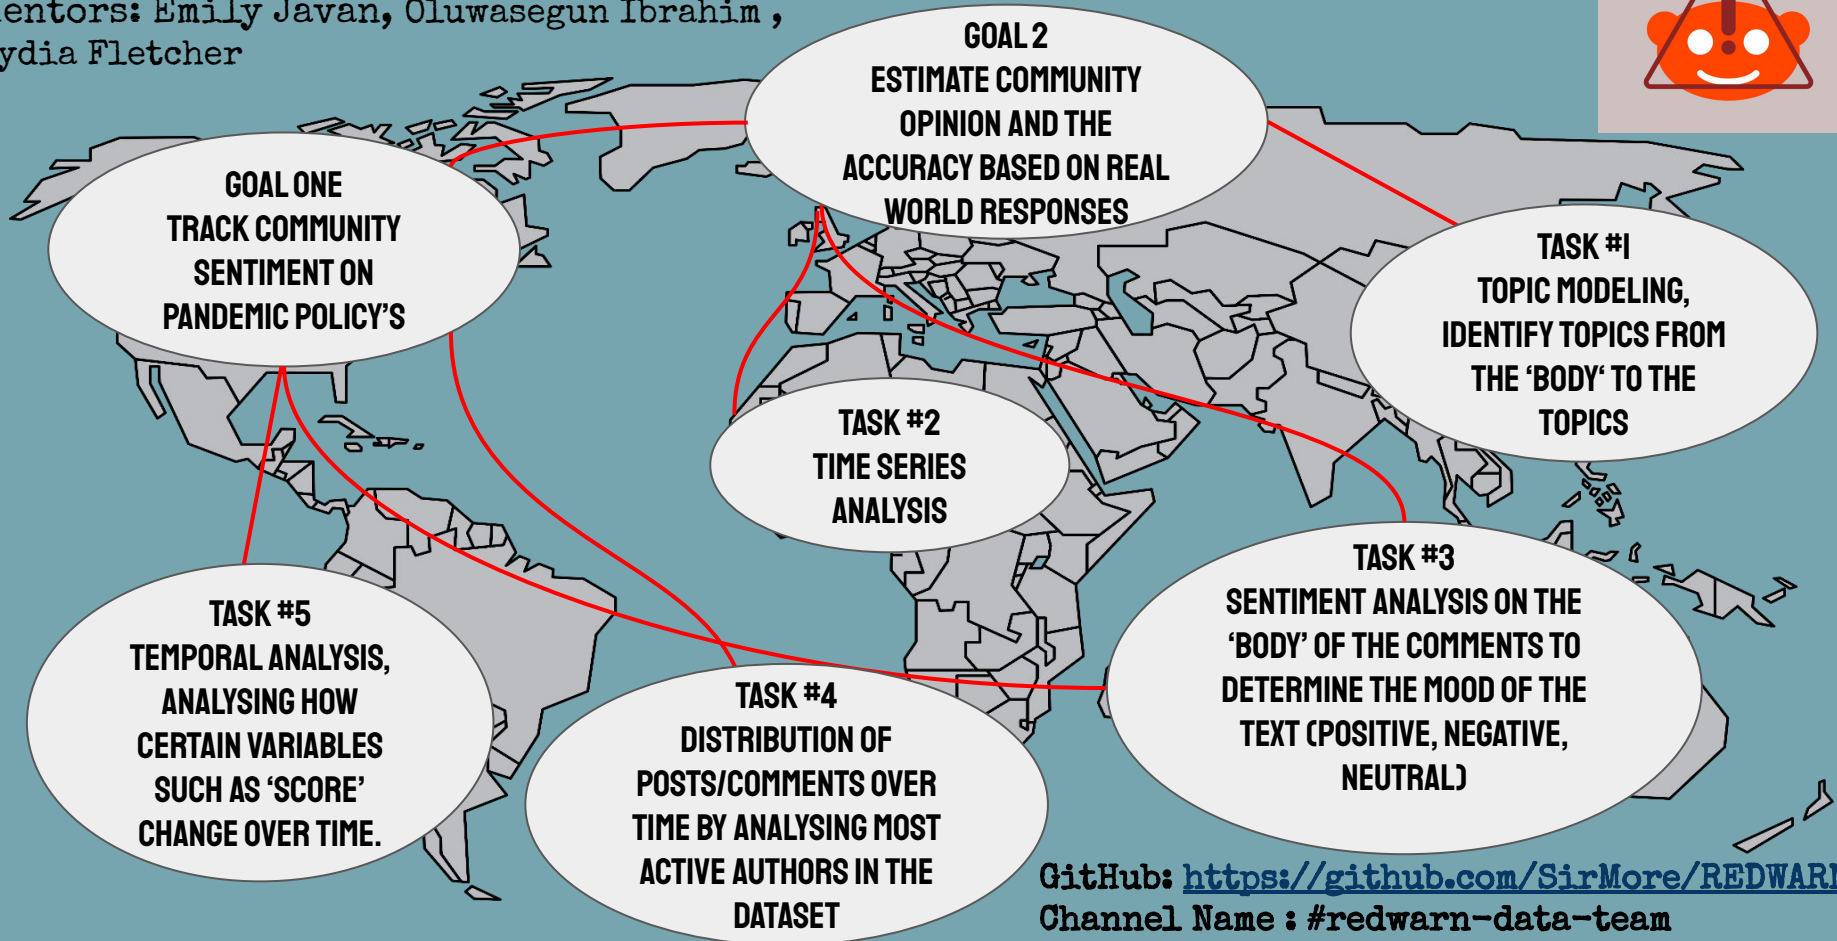 Mentors: Emily Javan, Oluwasegun Ibrahim ,
Lydia Fletcher
GOAL 2
ESTIMATE COMMUNITY
OPINION AND THE
ACCURACY BASED ON REAL
WORLD RESPONSES
GOAL ONE
TRACK COMMUNITY
SENTIMENT ON
PANDEMIC POLICY’S
TASK #1
TOPIC MODELING,
IDENTIFY TOPICS FROM
THE ‘BODY‘ TO THE
TOPICS
TASK #2
TIME SERIES
ANALYSIS
TASK #3
SENTIMENT ANALYSIS ON THE
‘BODY’ OF THE COMMENTS TO
DETERMINE THE MOOD OF THE
TEXT (POSITIVE, NEGATIVE,
NEUTRAL)
TASK #5
TEMPORAL ANALYSIS,
ANALYSING HOW
CERTAIN VARIABLES
SUCH AS ‘SCORE’
CHANGE OVER TIME.
TASK #4
DISTRIBUTION OF
POSTS/COMMENTS OVER
TIME BY ANALYSING MOST
ACTIVE AUTHORS IN THE
DATASET
GitHub: https://github.com/SirMore/REDWARN
Channel Name : #redwarn-data-team